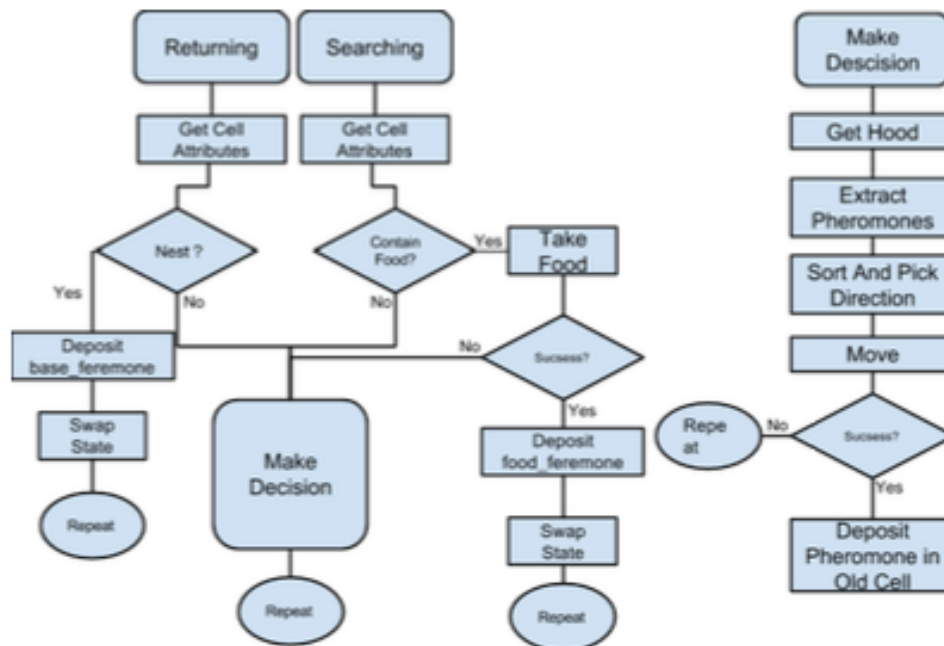 Returning
Searching
Get Cell
Attributes
Get Cell
Attributes
Nest ?
Contain
Food?
Yes
Take
Food
Yes
No
No
Deposit
base_feremone
No
Sucsess?
Swap
State
Make
Decision
Yes
Deposit
food_feremone
Repeat
Swap
State
Repeat
Repeat
Make
Descision
Get Hood
Extract
Pheromones
Sort And Pick
Direction
Move
Repe
at
No
Sucsess?
Yes
Deposit
Pheromone in
Old Cell